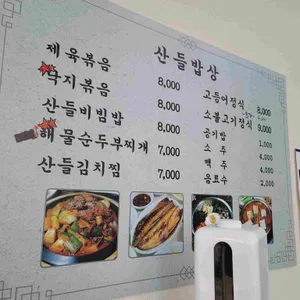 산들밥상
제육볶음 8,000
낙지볶음 8,000
산들비빔밥 8,000
해물순두부찌개 7,000
산들김치찜 7,000
고등어정식 8,000
소불고기정식 9,000
공기밥 1,000
소 주 4,000
맥 주 4,000
음료수 2,000